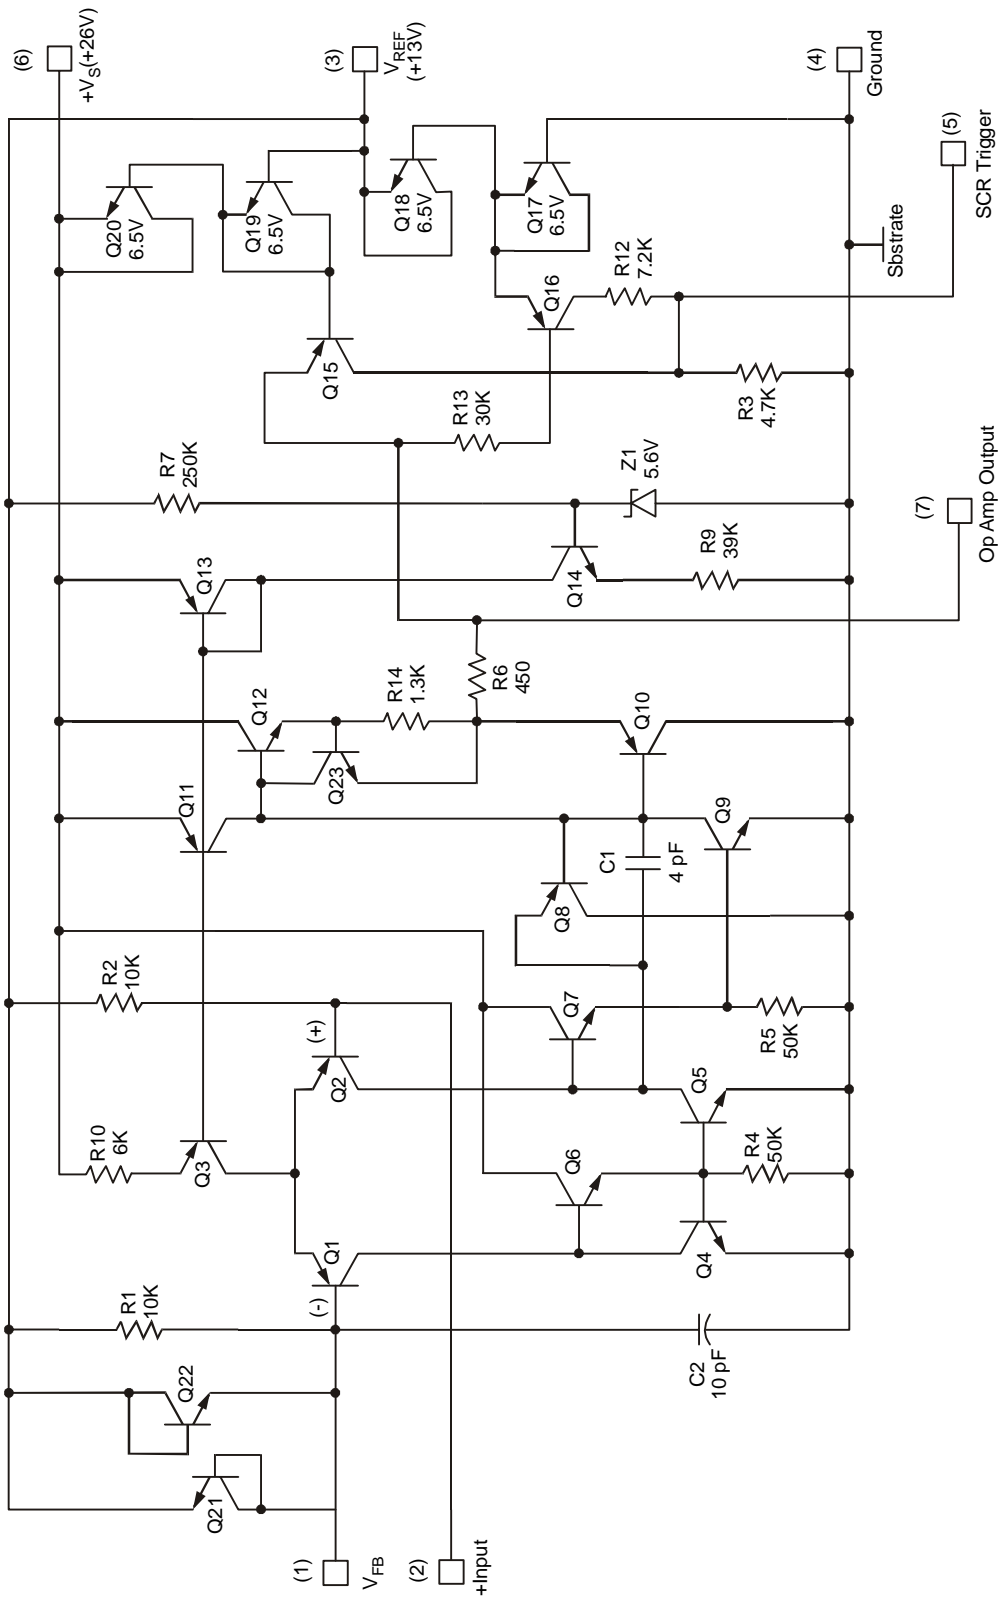 (6)
+VS(+26V)
(3)
VREF
(+13V)
(4)
Ground
(5)
SCR Trigger
Sbstrate
(7)
Op Amp Output
Q20
6.5V
Q19
6.5V
Q18
6.5V
Q17
6.5V
Q16
R12
7.2K
Q15
R13
30K
R3
4.7K
R7
250K
Z1
5.6V
Q13
Q14
R9
39K
R6
450
Q12
R14
1.3K
Q23
Q10
Q11
C1
4 pF
Q9
Q8
R2
10K
(+)
Q2
Q7
R5
50K
Q5
R10
6K
Q3
Q6
R4
50K
Q1
(-)
Q4
R1
10K
C2
10 pF
Q22
Q21
(1)
VFB
(2)
+Input